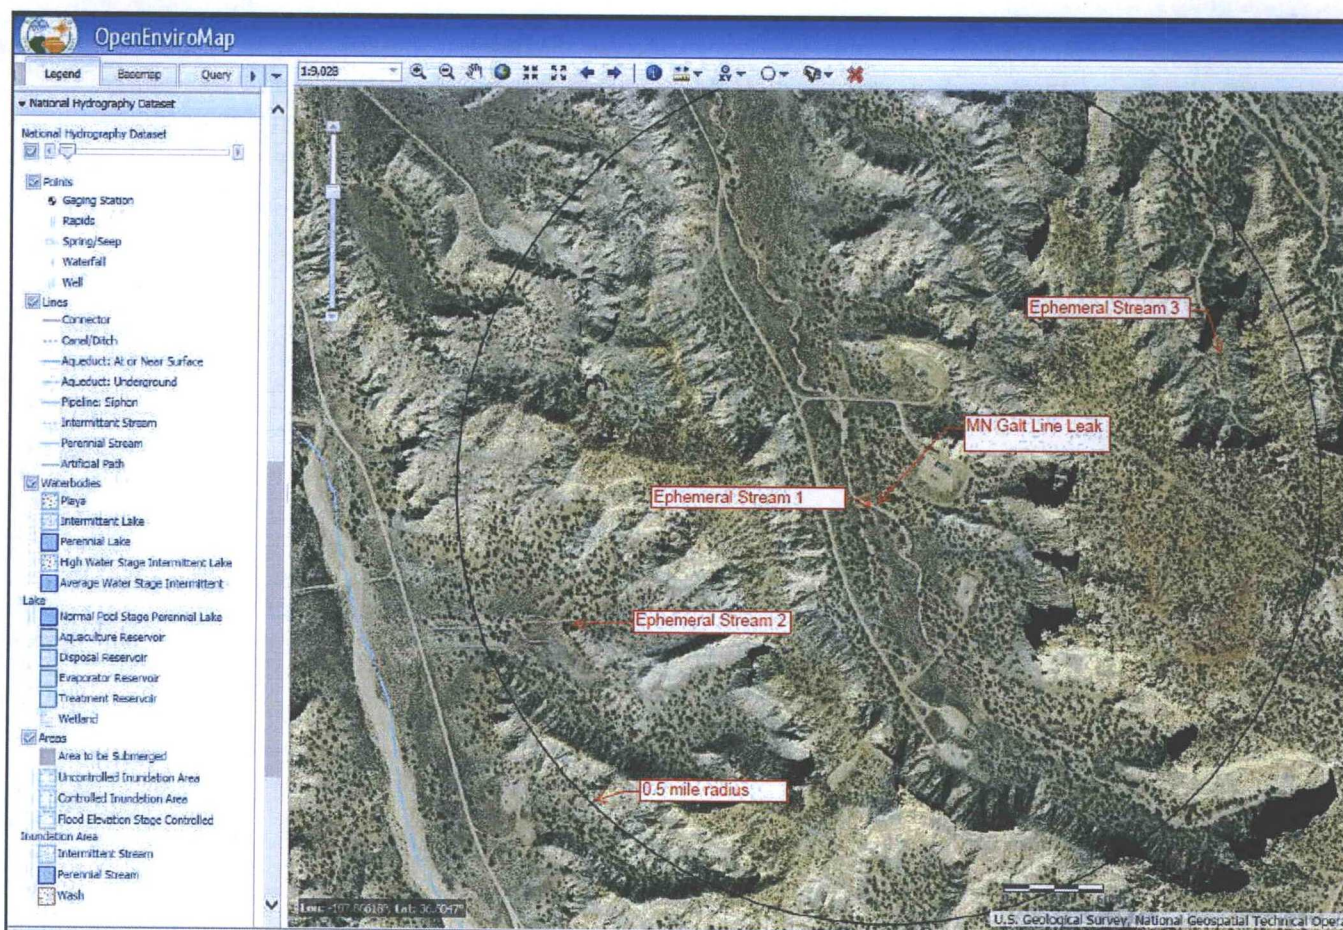 OpenEnviroMap
Legend Basemap Query
1:9,028
National Hydrography Dataset
National Hydrography Dataset
Points
Gaging Station
Rapids
Spring/Seep
Waterfall
Well
Lines
Connector
Canal/Ditch
Aqueduct: At or Near Surface
Aqueduct: Underground
Pipeline: Siphon
Intermittent Stream
Perennial Stream
Artificial Path
Waterbodies
Playa
Intermittent Lake
Perennial Lake
High Water Stage Intermittent Lake
Average Water Stage Intermittent
Lake
Normal Pool Stage Perennial Lake
Aquaculture Reservoir
Disposal Reservoir
Evaporator Reservoir
Treatment Reservoir
Wetland
Areas
Area to be Submerged
Uncontrolled Inundation Area
Controlled Inundation Area
Flood Elevation Stage Controlled
Inundation Area
Intermittent Stream
Perennial Stream
Wash
Ephemeral Stream 3
MN Galt Line Leak
Ephemeral Stream 1
Ephemeral Stream 2
0.5 mile radius
U.S. Geological Survey, National Geospatial Technical Opera